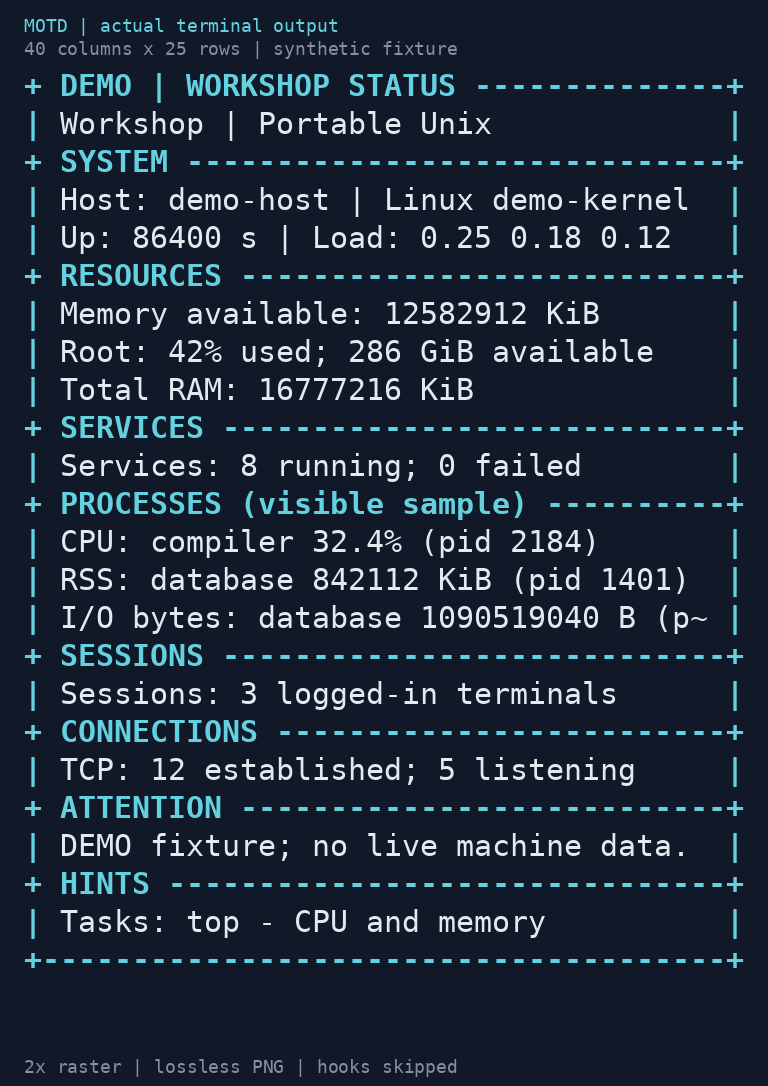 MOTD | actual terminal output
40 columns x 25 rows | synthetic fixture
+ DEMO | WORKSHOP STATUS --------------+
| Workshop | Portable Unix             |
+ SYSTEM ------------------------------+
| Host: demo-host | Linux demo-kernel  |
| Up: 86400 s | Load: 0.25 0.18 0.12   |
+ RESOURCES ---------------------------+
| Memory available: 12582912 KiB       |
| Root: 42% used; 286 GiB available    |
| Total RAM: 16777216 KiB              |
+ SERVICES ----------------------------+
| Services: 8 running; 0 failed        |
+ PROCESSES (visible sample) ----------+
| CPU: compiler 32.4% (pid 2184)       |
| RSS: database 842112 KiB (pid 1401)  |
| I/O bytes: database 1090519040 B (p~ |
+ SESSIONS ----------------------------+
| Sessions: 3 logged-in terminals      |
+ CONNECTIONS -------------------------+
| TCP: 12 established; 5 listening     |
+ ATTENTION ---------------------------+
| DEMO fixture; no live machine data.  |
+ HINTS -------------------------------+
| Tasks: top - CPU and memory          |
+--------------------------------------+
2x raster | lossless PNG | hooks skipped